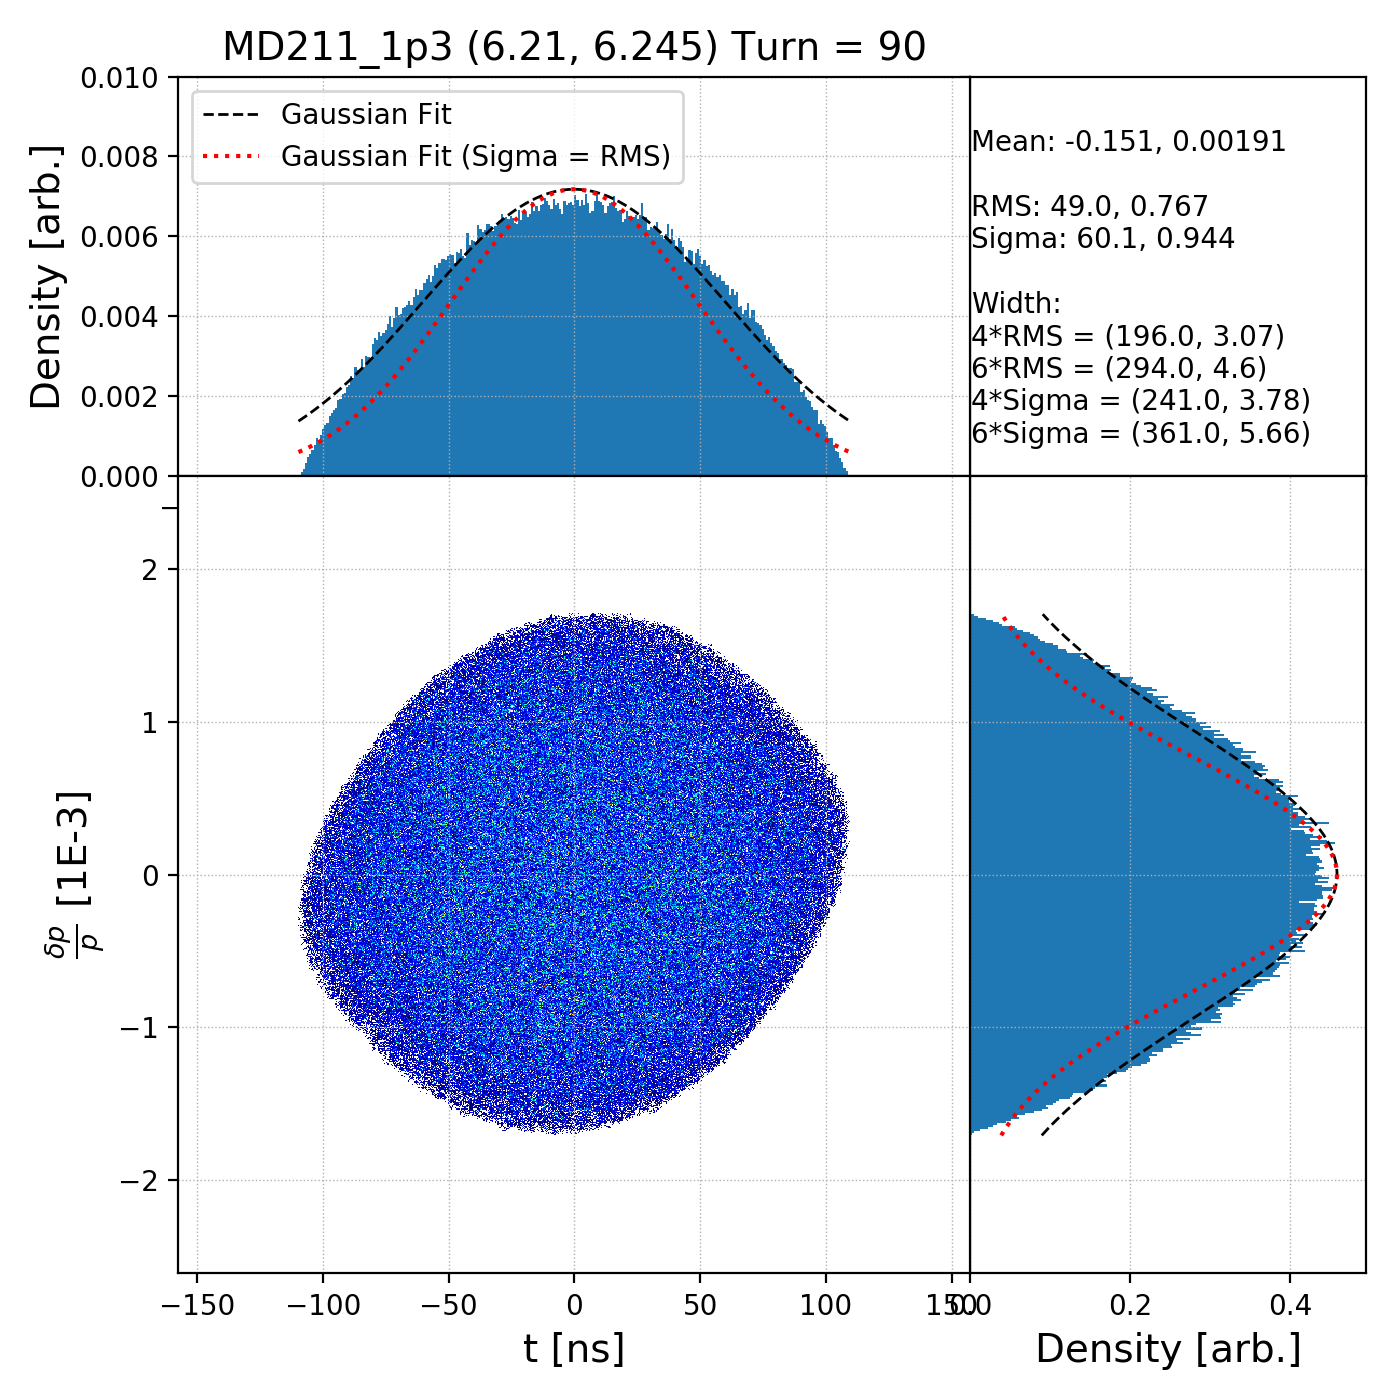 MD211_1p3 (6.21, 6.245) Turn = 90
0.010
0.008
0.006
0.004
0.002
0.000
Density [arb.]
Gaussian Fit
Gaussian Fit (Sigma = RMS)
Mean: -0.151, 0.00191
RMS: 49.0, 0.767
Sigma: 60.1, 0.944
Width:
4*RMS = (196.0, 3.07)
6*RMS = (294.0, 4.6)
4*Sigma = (241.0, 3.78)
6*Sigma = (361.0, 5.66)
2
1
0
−1
−2
δp/p [1E-3]
−150 −100 −50 0 50 100 150
t [ns]
0.0 0.2 0.4
Density [arb.]